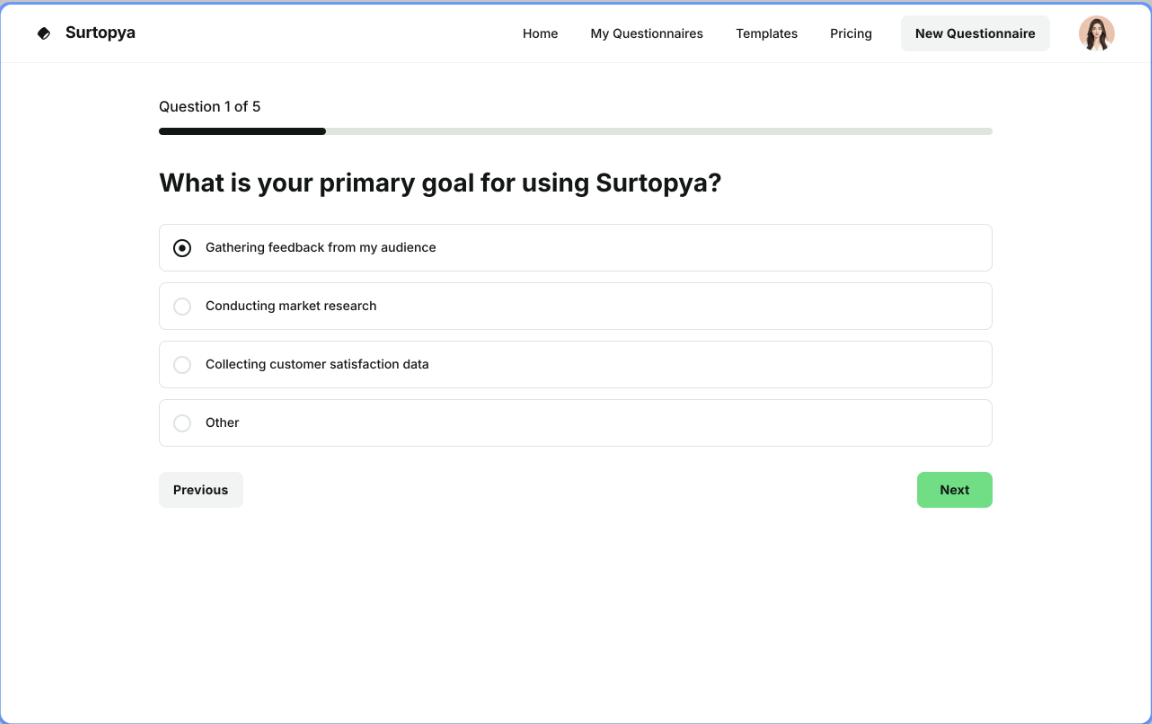 Surtopya
Home My Questionnaires Templates Pricing New Questionnaire
Question 1 of 5
What is your primary goal for using Surtopya?
Gathering feedback from my audience
Conducting market research
Collecting customer satisfaction data
Other
Previous Next